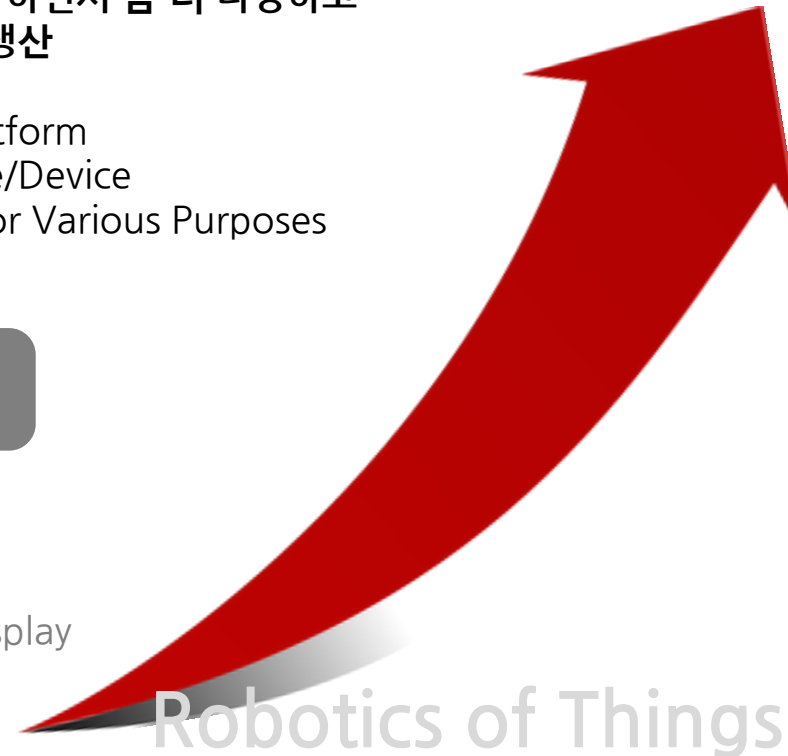 생산
tform
e/Device
or Various Purposes
splay
Robotics of Things